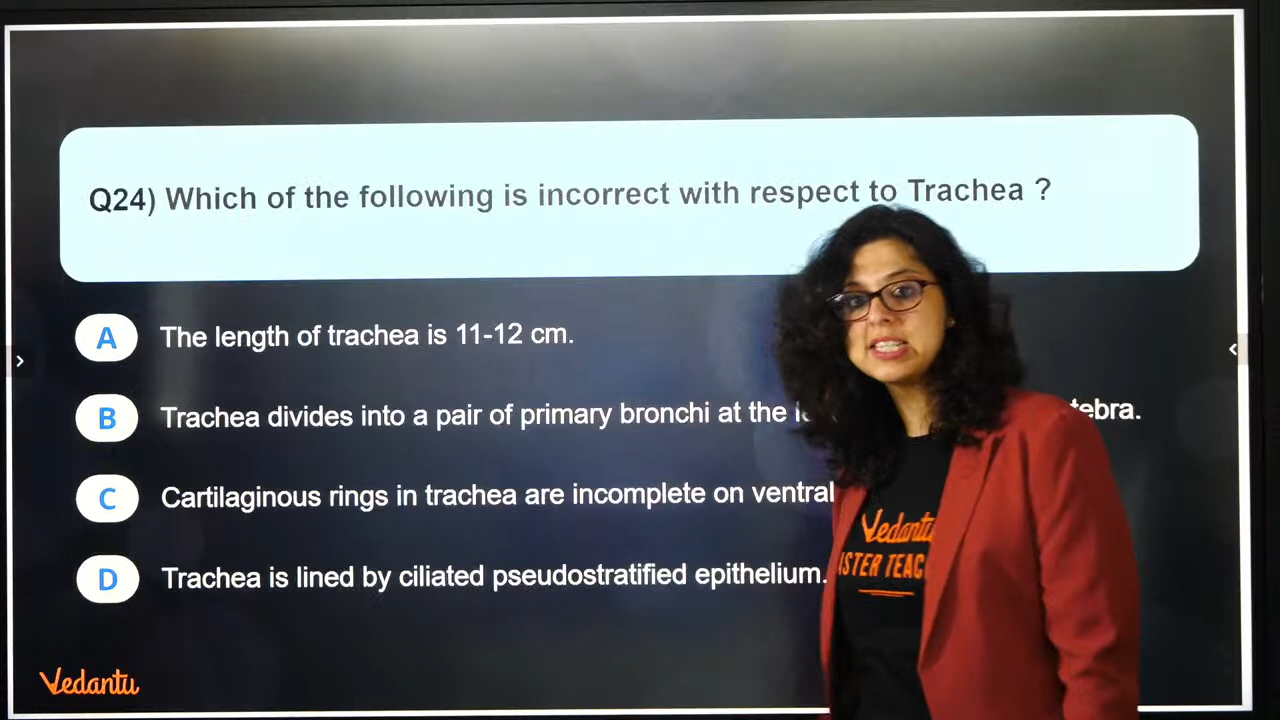 Q24) Which of the following is incorrect with respect to Trachea ?
A The length of trachea is 11-12 cm.
B Trachea divides into a pair of primary bronchi at the
C Cartilaginous rings in trachea are incomplete on ventral
D Trachea is lined by ciliated pseudostratified epithelium.
Vedantu
Vedantu